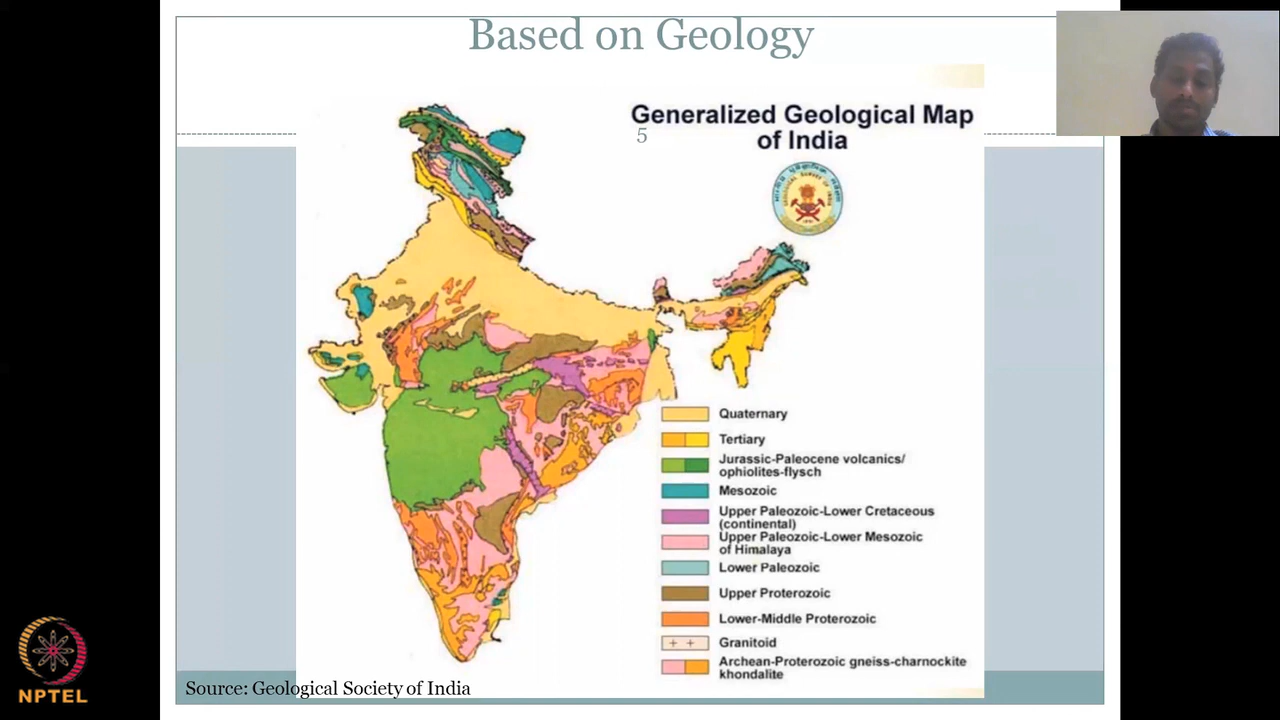 Based on Geology
Generalized Geological Map
of India
5
Quaternary
Tertiary
Jurassic-Paleocene volcanics/
ophiolites-flysch
Mesozoic
Upper Paleozoic-Lower Cretaceous
(continental)
Upper Paleozoic-Lower Mesozoic
of Himalaya
Lower Paleozoic
Upper Proterozoic
Lower-Middle Proterozoic
Granitoid
Archean-Proterozoic gneiss-charnockite
khondalite
Source: Geological Society of India
NPTEL